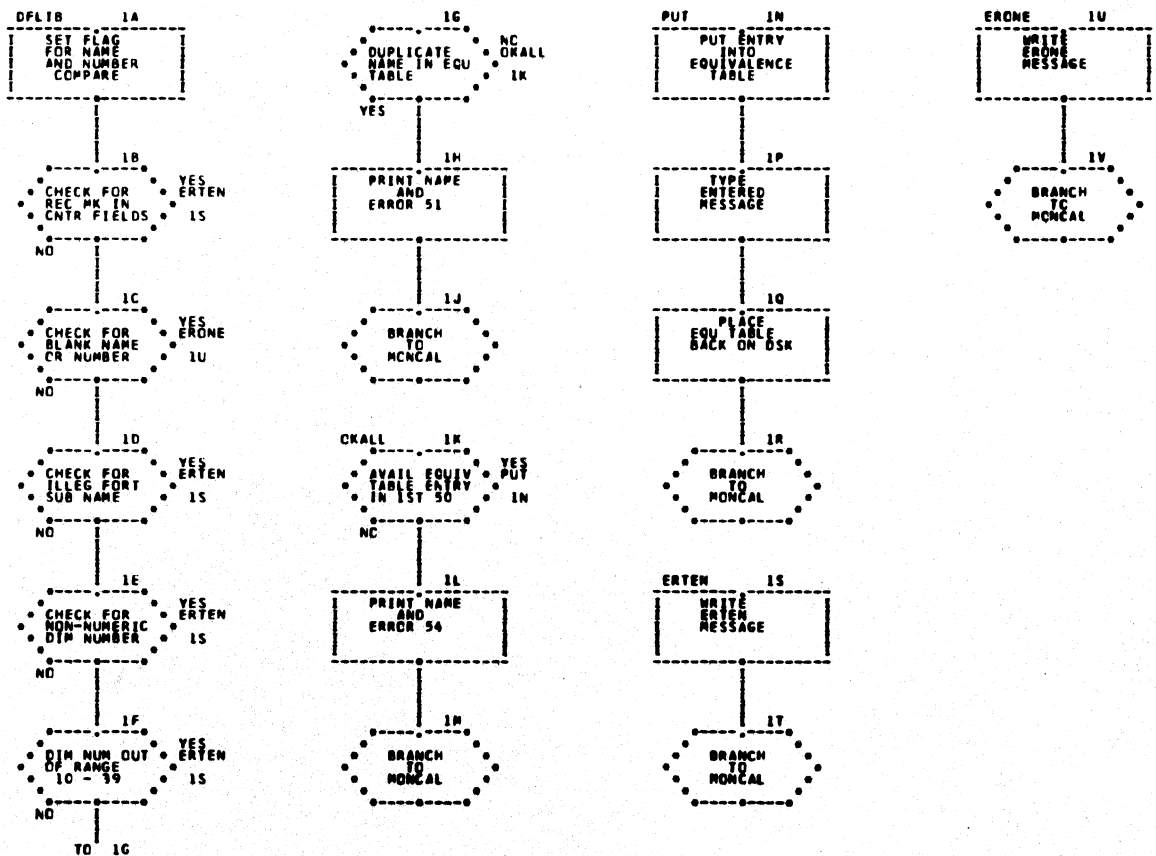 DFLIB 1A
SET FLAG
FOR NAME
AND NUMBER
COMPARE
1B
CHECK FOR
REC MK IN
CNTR FIELDS
YES
ERTEN
1S
NO
1C
CHECK FOR
BLANK NAME
OR NUMBER
YES
ERONE
1U
NO
1D
CHECK FOR
ILLEG FORT
SUB NAME
YES
ERTEN
1S
NO
1E
CHECK FOR
NON-NUMERIC
DIM NUMBER
YES
ERTEN
1S
NO
1F
DIM NUM OUT
OF RANGE
10 - 39
YES
ERTEN
1S
NO
TO 1G
1G
DUPLICATE
NAME IN EQU
TABLE
NO
OKALL
1K
YES
1H
PRINT NAME
AND
ERROR 51
1J
BRANCH
TO
MONCAL
OKALL 1K
AVAIL EQUIV
TABLE ENTRY
IN 1ST 50
YES
PUT
1N
NO
1L
PRINT NAME
AND
ERROR 54
1M
BRANCH
TO
MONCAL
PUT 1N
PUT ENTRY
INTO
EQUIVALENCE
TABLE
1P
TYPE
ENTERED
MESSAGE
1Q
PLACE
EQU TABLE
BACK ON DSK
1R
BRANCH
TO
MONCAL
ERTEN 1S
WRITE
ERTEN
MESSAGE
1T
BRANCH
TO
MONCAL
ERONE 1U
WRITE
ERONE
MESSAGE
1V
BRANCH
TO
MONCAL